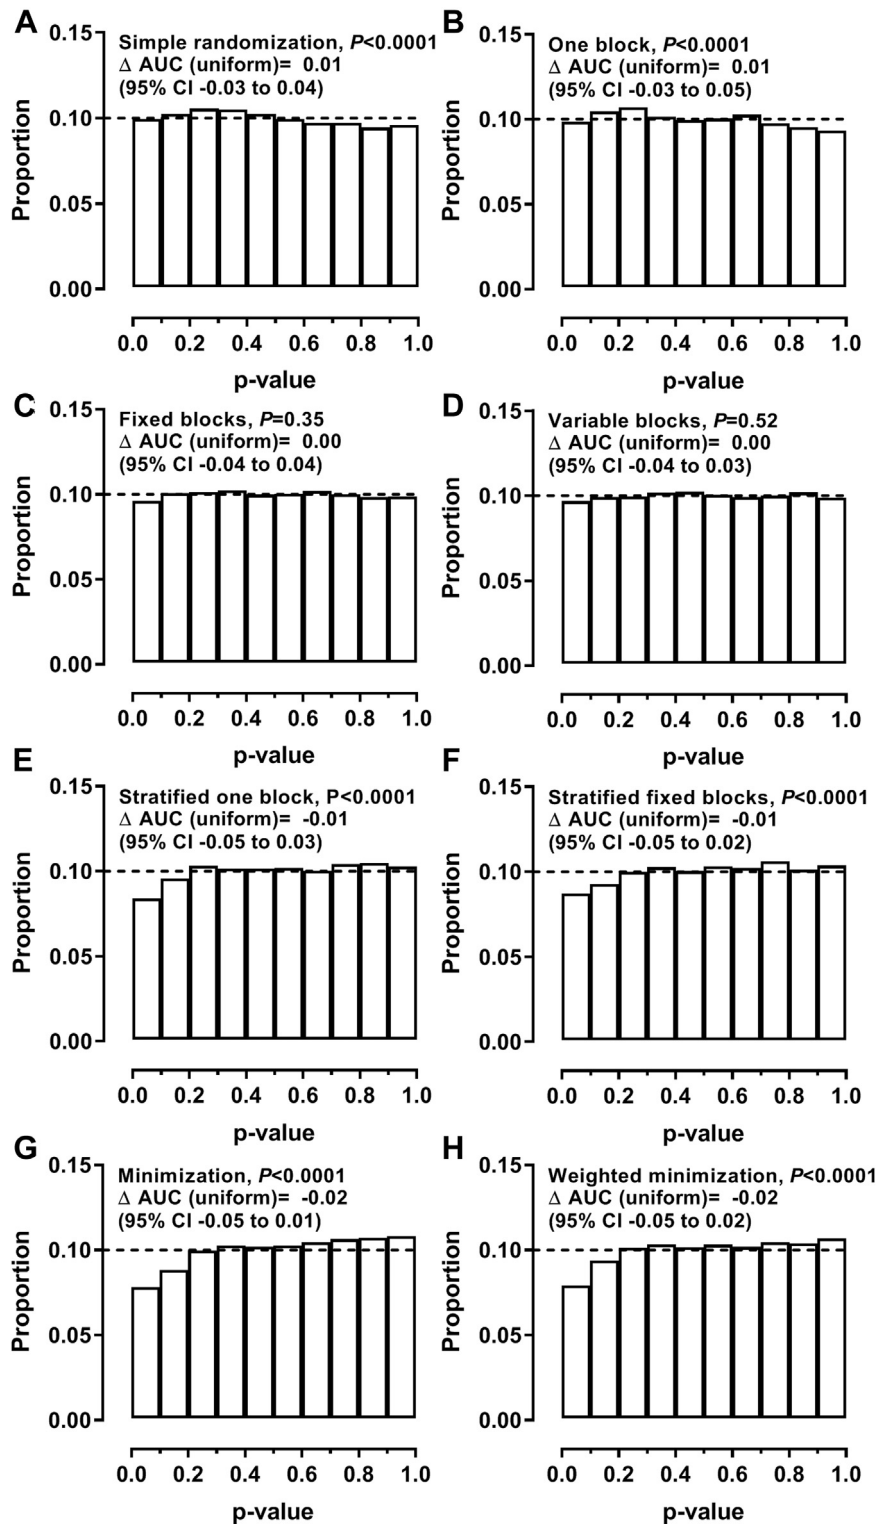 A
0.15
Simple randomization, P<0.0001
Δ AUC (uniform)= 0.01
(95% CI -0.03 to 0.04)
0.10
0.05
0.00
Proportion
0.0 0.2 0.4 0.6 0.8 1.0
p-value
B
0.15
One block, P<0.0001
Δ AUC (uniform)= 0.01
(95% CI -0.03 to 0.05)
0.10
0.05
0.00
Proportion
0.0 0.2 0.4 0.6 0.8 1.0
p-value
C
0.15
Fixed blocks, P=0.35
Δ AUC (uniform)= 0.00
(95% CI -0.04 to 0.04)
0.10
0.05
0.00
Proportion
0.0 0.2 0.4 0.6 0.8 1.0
p-value
D
0.15
Variable blocks, P=0.52
Δ AUC (uniform)= 0.00
(95% CI -0.04 to 0.03)
0.10
0.05
0.00
Proportion
0.0 0.2 0.4 0.6 0.8 1.0
p-value
E
0.15
Stratified one block, P<0.0001
Δ AUC (uniform)= -0.01
(95% CI -0.05 to 0.03)
0.10
0.05
0.00
Proportion
0.0 0.2 0.4 0.6 0.8 1.0
p-value
F
0.15
Stratified fixed blocks, P<0.0001
Δ AUC (uniform)= -0.01
(95% CI -0.05 to 0.02)
0.10
0.05
0.00
Proportion
0.0 0.2 0.4 0.6 0.8 1.0
p-value
G
0.15
Minimization, P<0.0001
Δ AUC (uniform)= -0.02
(95% CI -0.05 to 0.01)
0.10
0.05
0.00
Proportion
0.0 0.2 0.4 0.6 0.8 1.0
p-value
H
0.15
Weighted minimization, P<0.0001
Δ AUC (uniform)= -0.02
(95% CI -0.05 to 0.02)
0.10
0.05
0.00
Proportion
0.0 0.2 0.4 0.6 0.8 1.0
p-value